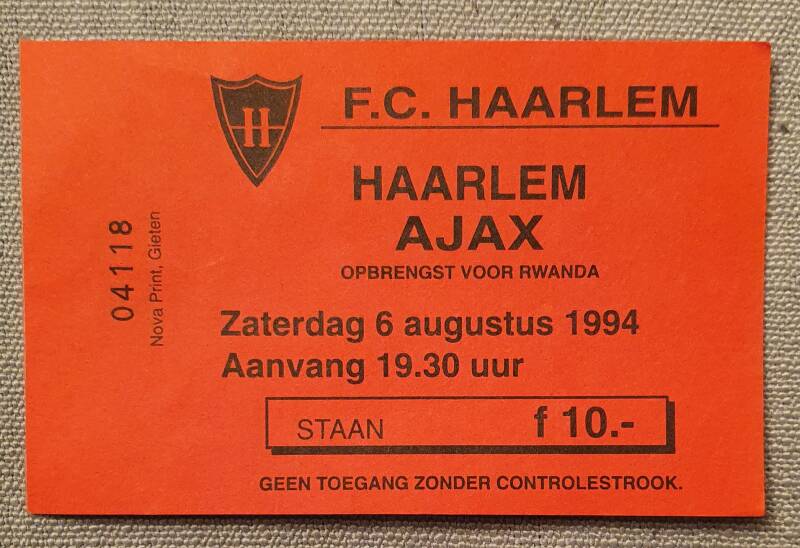 H
F.C. HAARLEM
HAARLEM
AJAX
OPBRENGST VOOR RWANDA
Zaterdag 6 augustus 1994
Aanvang 19.30 uur
STAAN f 10.-
GEEN TOEGANG ZONDER CONTROLESTROOK.
04118
Nova Print, Gieten